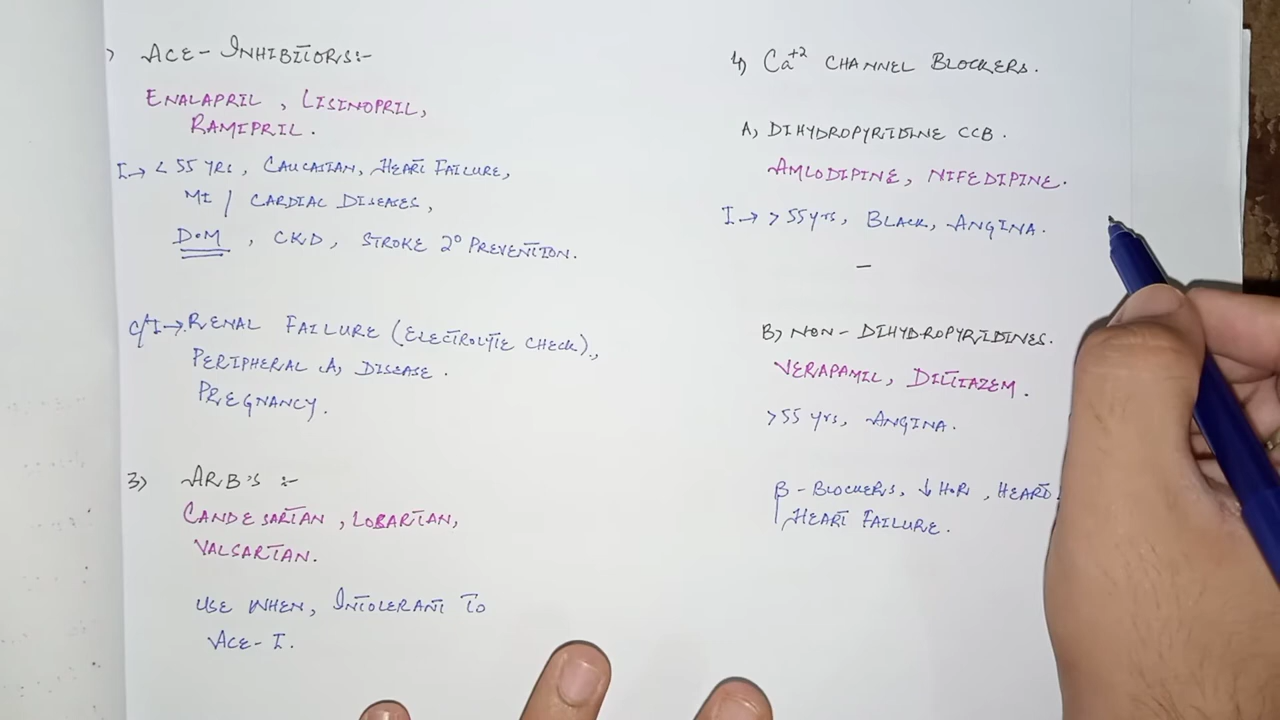 ) ACE- INHIBITORS:-
ENALAPRIL , LISINOPRIL,
RAMIPRIL.
I→ < 55 YRS, CAUCASIAN, HEART FAILURE,
MI / CARDIAL DISEASES,
D.M , CKD, STROKE 2° PREVENTION.
C/I→ RENAL FAILURE (ELECTROLYTE CHECK).,
PERIPHERAL A, DISEASE.
PREGNANCY.
3) ARB'S :-
CANDESARTAN , LOSARTAN,
VALSARTAN.
USE WHEN, INTOLERANT TO
ACE-I.
4) Ca+2 CHANNEL BLOCKERS.
A) DIHYDROPYRIDINE CCB.
AMLODIPINE, NIFEDIPINE.
I→ > 55 yrs, BLACK, ANGINA.
–
B) NON-DIHYDROPYRIDINES.
VERAPAMIL, DILTIAZEM.
>55 yrs, ANGINA.
β-BLOCKERS, ↓ H.R , HEART
HEART FAILURE.